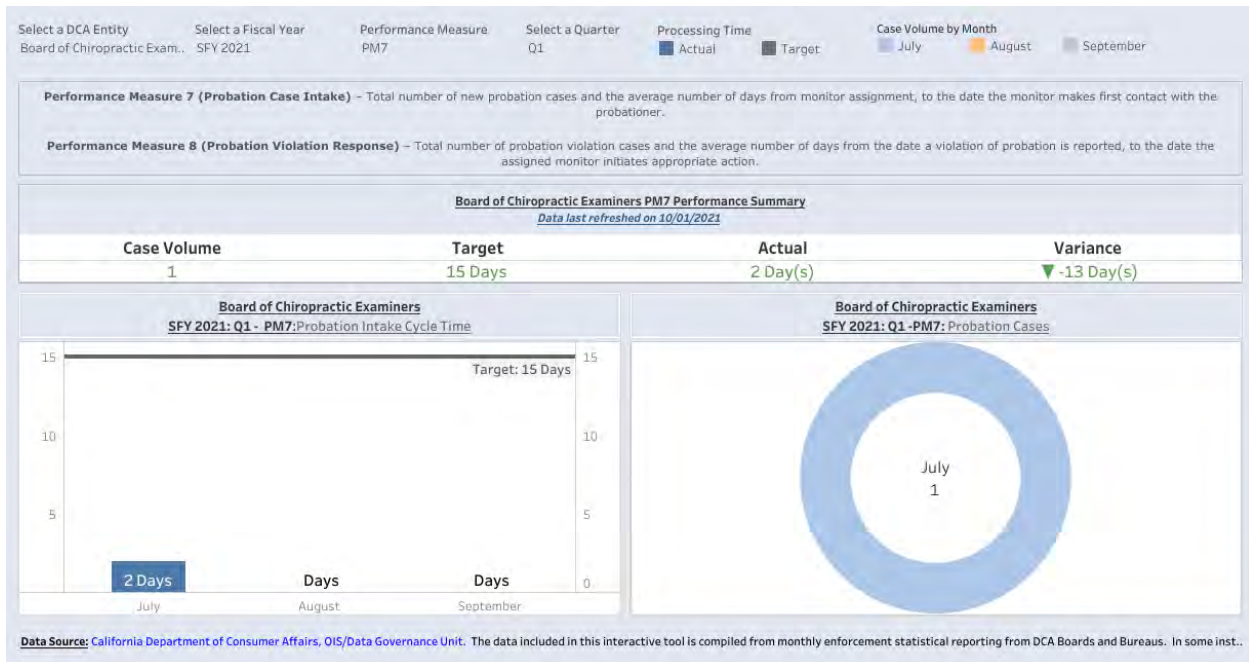 Select a DCA Entity Select a Fiscal Year Performance Measure Select a Quarter Processing Time Case Volume by Month
Board of Chiropractic Exam.. SFY 2021 PM7 Q1 Actual Target July August September
Performance Measure 7 (Probation Case Intake) – Total number of new probation cases and the average number of days from monitor assignment, to the date the monitor makes first contact with the
probationer.
Performance Measure 8 (Probation Violation Response) – Total number of probation violation cases and the average number of days from the date a violation of probation is reported, to the date the
assigned monitor initiates appropriate action.
Board of Chiropractic Examiners PM7 Performance Summary
Data last refreshed on 10/01/2021
Case Volume Target Actual Variance
1 15 Days 2 Day(s) ▼ -13 Day(s)
Board of Chiropractic Examiners
SFY 2021: Q1 - PM7:Probation Intake Cycle Time
15 15
Target: 15 Days
10 10
5 5
2 Days Days Days 0
July August September
Board of Chiropractic Examiners
SFY 2021: Q1 -PM7: Probation Cases
July
1
Data Source: California Department of Consumer Affairs, OIS/Data Governance Unit. The data included in this interactive tool is compiled from monthly enforcement statistical reporting from DCA Boards and Bureaus. In some inst..